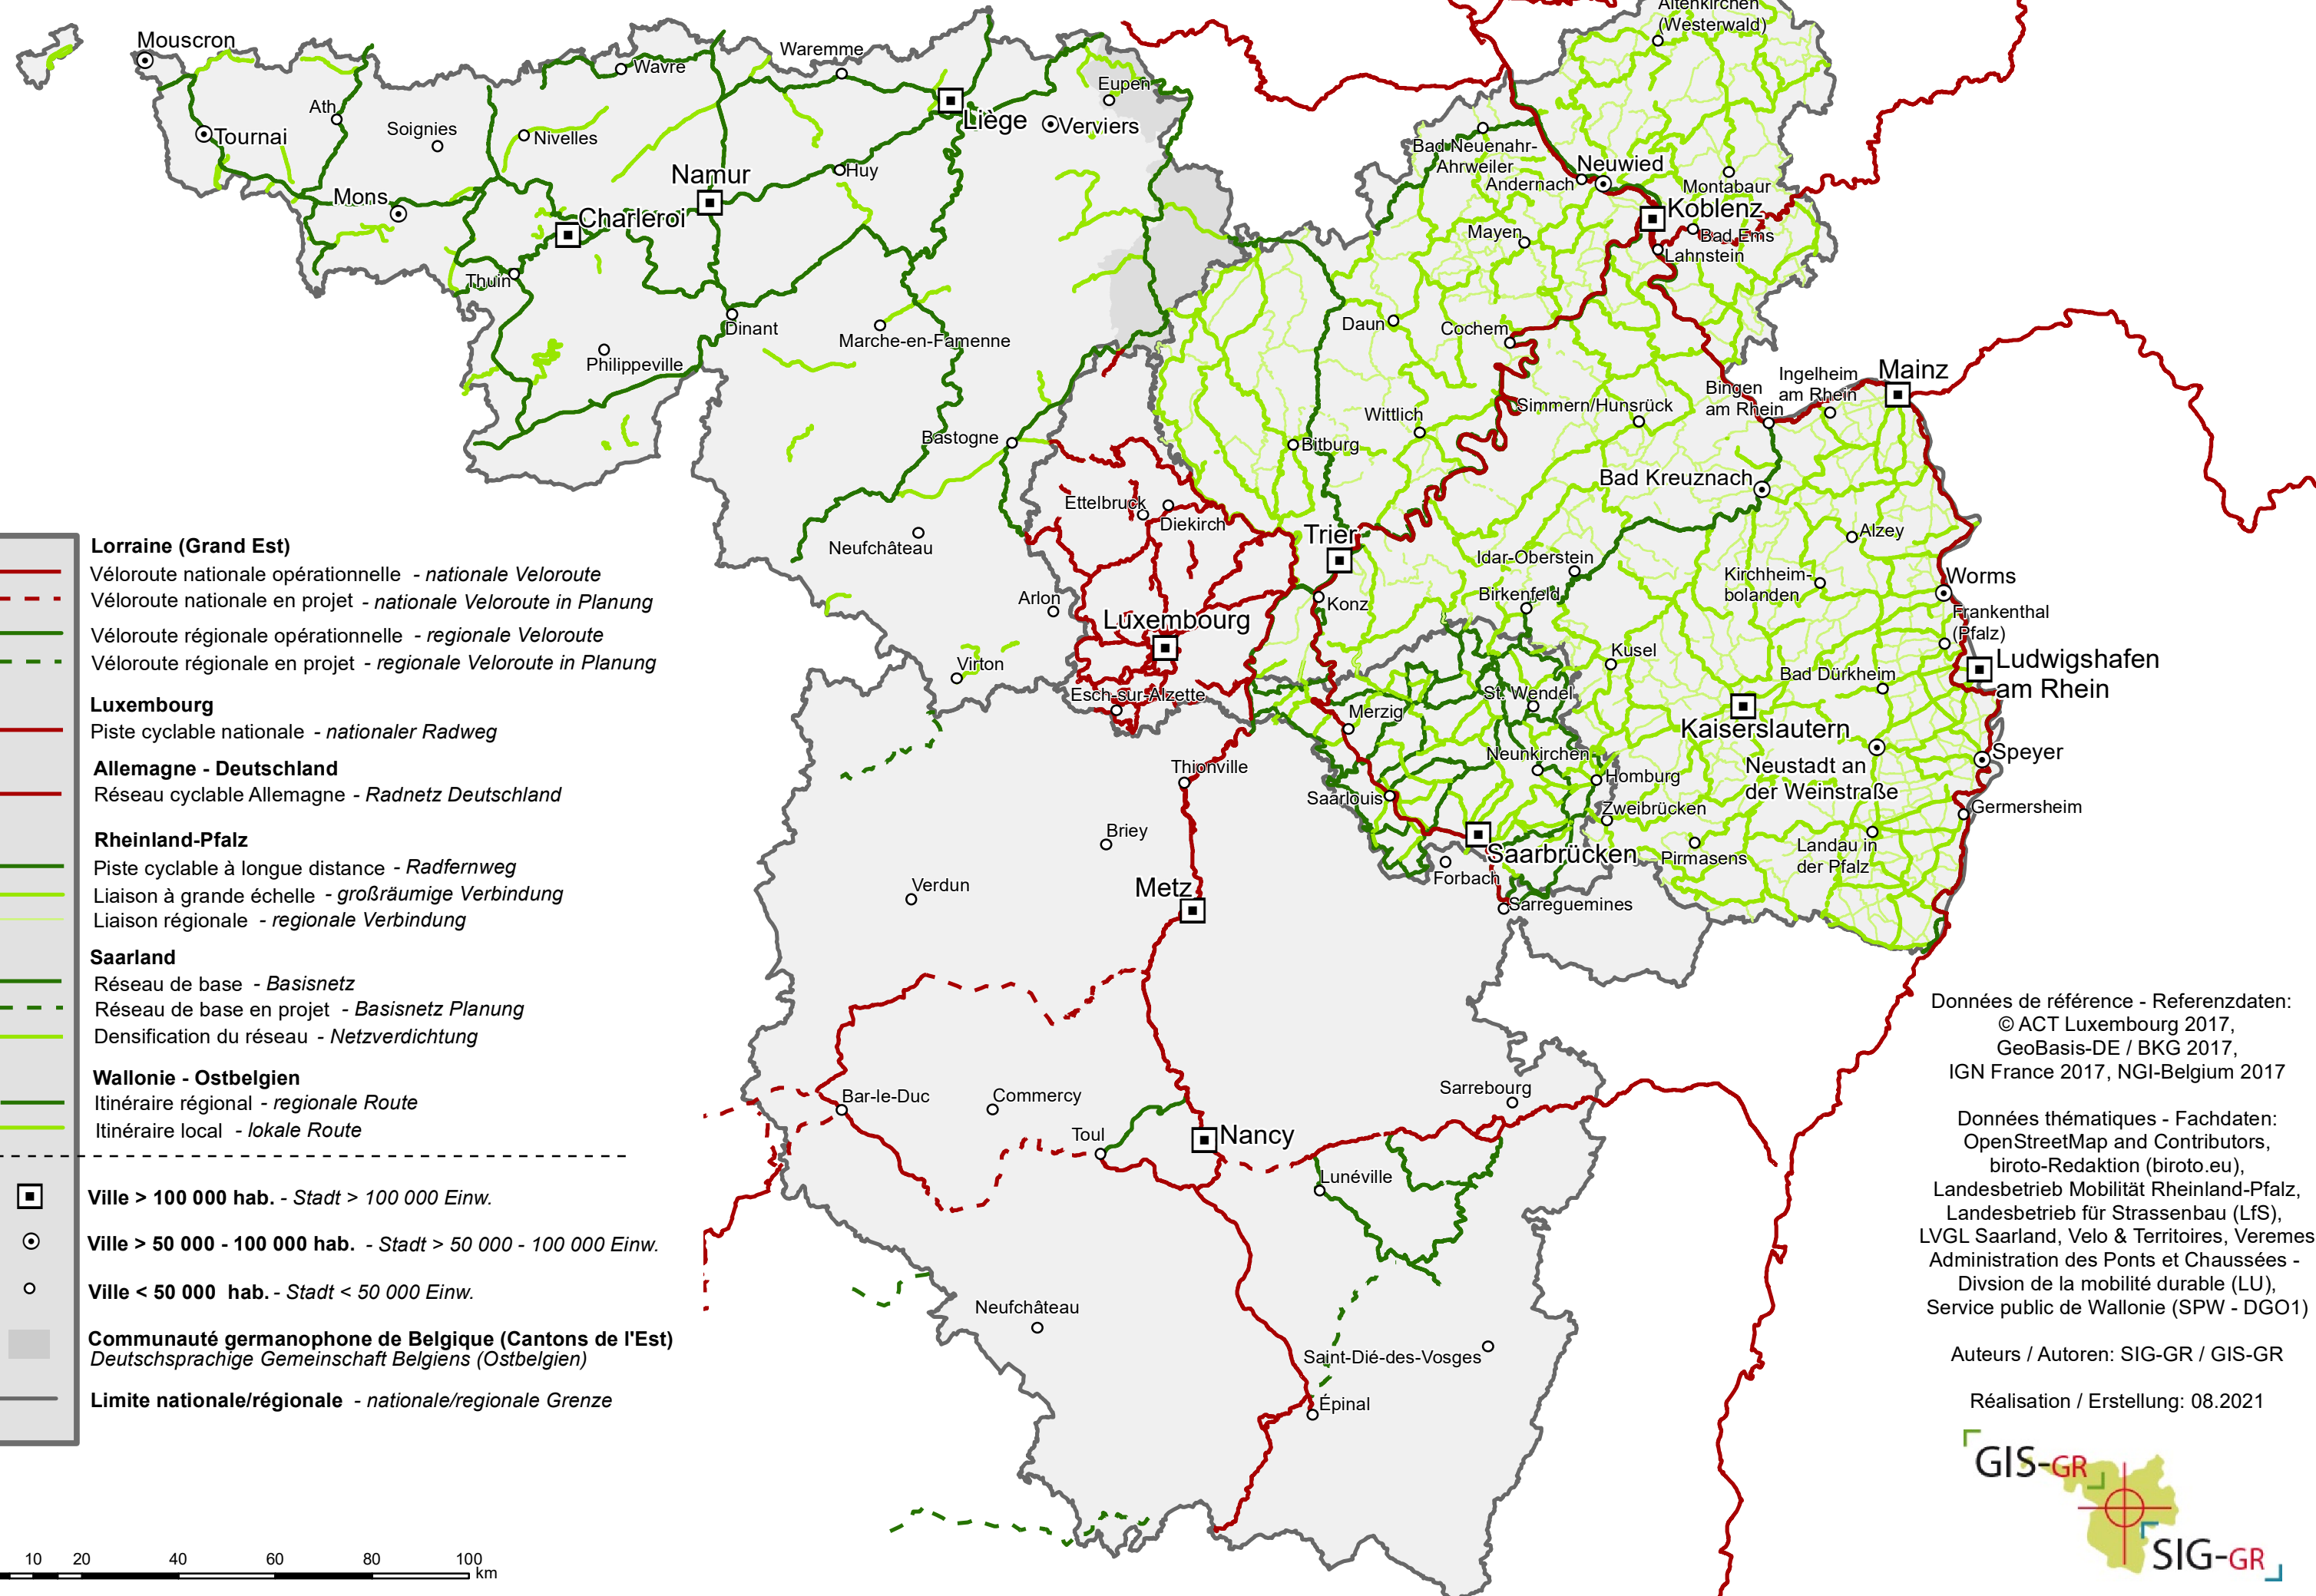 Altenkirchen
(Westerwald)
Mouscron
Waremme
Wavre
Eupen
Ath
Liège
Verviers
Soignies
Nivelles
Tournai
Bad Neuenahr-
Ahrweiler
Neuwied
Andernach
Montabaur
Namur
Huy
Mons
Charleroi
Koblenz
Mayen
Bad Ems
Lahnstein
Thuin
Dinant
Marche-en-Famenne
Daun
Cochem
Philippeville
Mainz
Ingelheim
am Rhein
Bingen
am Rhein
Simmern/Hunsrück
Wittlich
Bastogne
Bitburg
Bad Kreuznach
Ettelbruck
Diekirch
Trier
Alzey
Neufchâteau
Idar-Oberstein
Kirchheim-
bolanden
Worms
Birkenfeld
Arlon
Konz
Luxembourg
Frankenthal
(Pfalz)
Kusel
Ludwigshafen
am Rhein
Virton
Bad Dürkheim
Esch-sur-Alzette
St. Wendel
Merzig
Kaiserslautern
Neunkirchen
Speyer
Thionville
Homburg
Neustadt an
der Weinstraße
Saarlouis
Zweibrücken
Germersheim
Briey
Saarbrücken
Pirmasens
Landau in
der Pfalz
Forbach
Verdun
Metz
Sarreguemines
Sarrebourg
Bar-le-Duc
Commercy
Toul
Nancy
Lunéville
Neufchâteau
Saint-Dié-des-Vosges
Épinal
Lorraine (Grand Est)
Véloroute nationale opérationnelle - nationale Veloroute
Véloroute nationale en projet - nationale Veloroute in Planung
Véloroute régionale opérationnelle - regionale Veloroute
Véloroute régionale en projet - regionale Veloroute in Planung
Luxembourg
Piste cyclable nationale - nationaler Radweg
Allemagne - Deutschland
Réseau cyclable Allemagne - Radnetz Deutschland
Rheinland-Pfalz
Piste cyclable à longue distance - Radfernweg
Liaison à grande échelle - großräumige Verbindung
Liaison régionale - regionale Verbindung
Saarland
Réseau de base - Basisnetz
Réseau de base en projet - Basisnetz Planung
Densification du réseau - Netzverdichtung
Wallonie - Ostbelgien
Itinéraire régional - regionale Route
Itinéraire local - lokale Route
Ville > 100 000 hab. - Stadt > 100 000 Einw.
Ville > 50 000 - 100 000 hab. - Stadt > 50 000 - 100 000 Einw.
Ville < 50 000 hab. - Stadt < 50 000 Einw.
Communauté germanophone de Belgique (Cantons de l'Est)
Deutschsprachige Gemeinschaft Belgiens (Ostbelgien)
Limite nationale/régionale - nationale/regionale Grenze
10 20 40 60 80 100
km
Données de référence - Referenzdaten:
© ACT Luxembourg 2017,
GeoBasis-DE / BKG 2017,
IGN France 2017, NGI-Belgium 2017
Données thématiques - Fachdaten:
OpenStreetMap and Contributors,
biroto-Redaktion (biroto.eu),
Landesbetrieb Mobilität Rheinland-Pfalz,
Landesbetrieb für Strassenbau (LfS),
LVGL Saarland, Velo & Territoires, Veremes
Administration des Ponts et Chaussées -
Divsion de la mobilité durable (LU),
Service public de Wallonie (SPW - DGO1)
Auteurs / Autoren: SIG-GR / GIS-GR
Réalisation / Erstellung: 08.2021
GIS-GR
SIG-GR